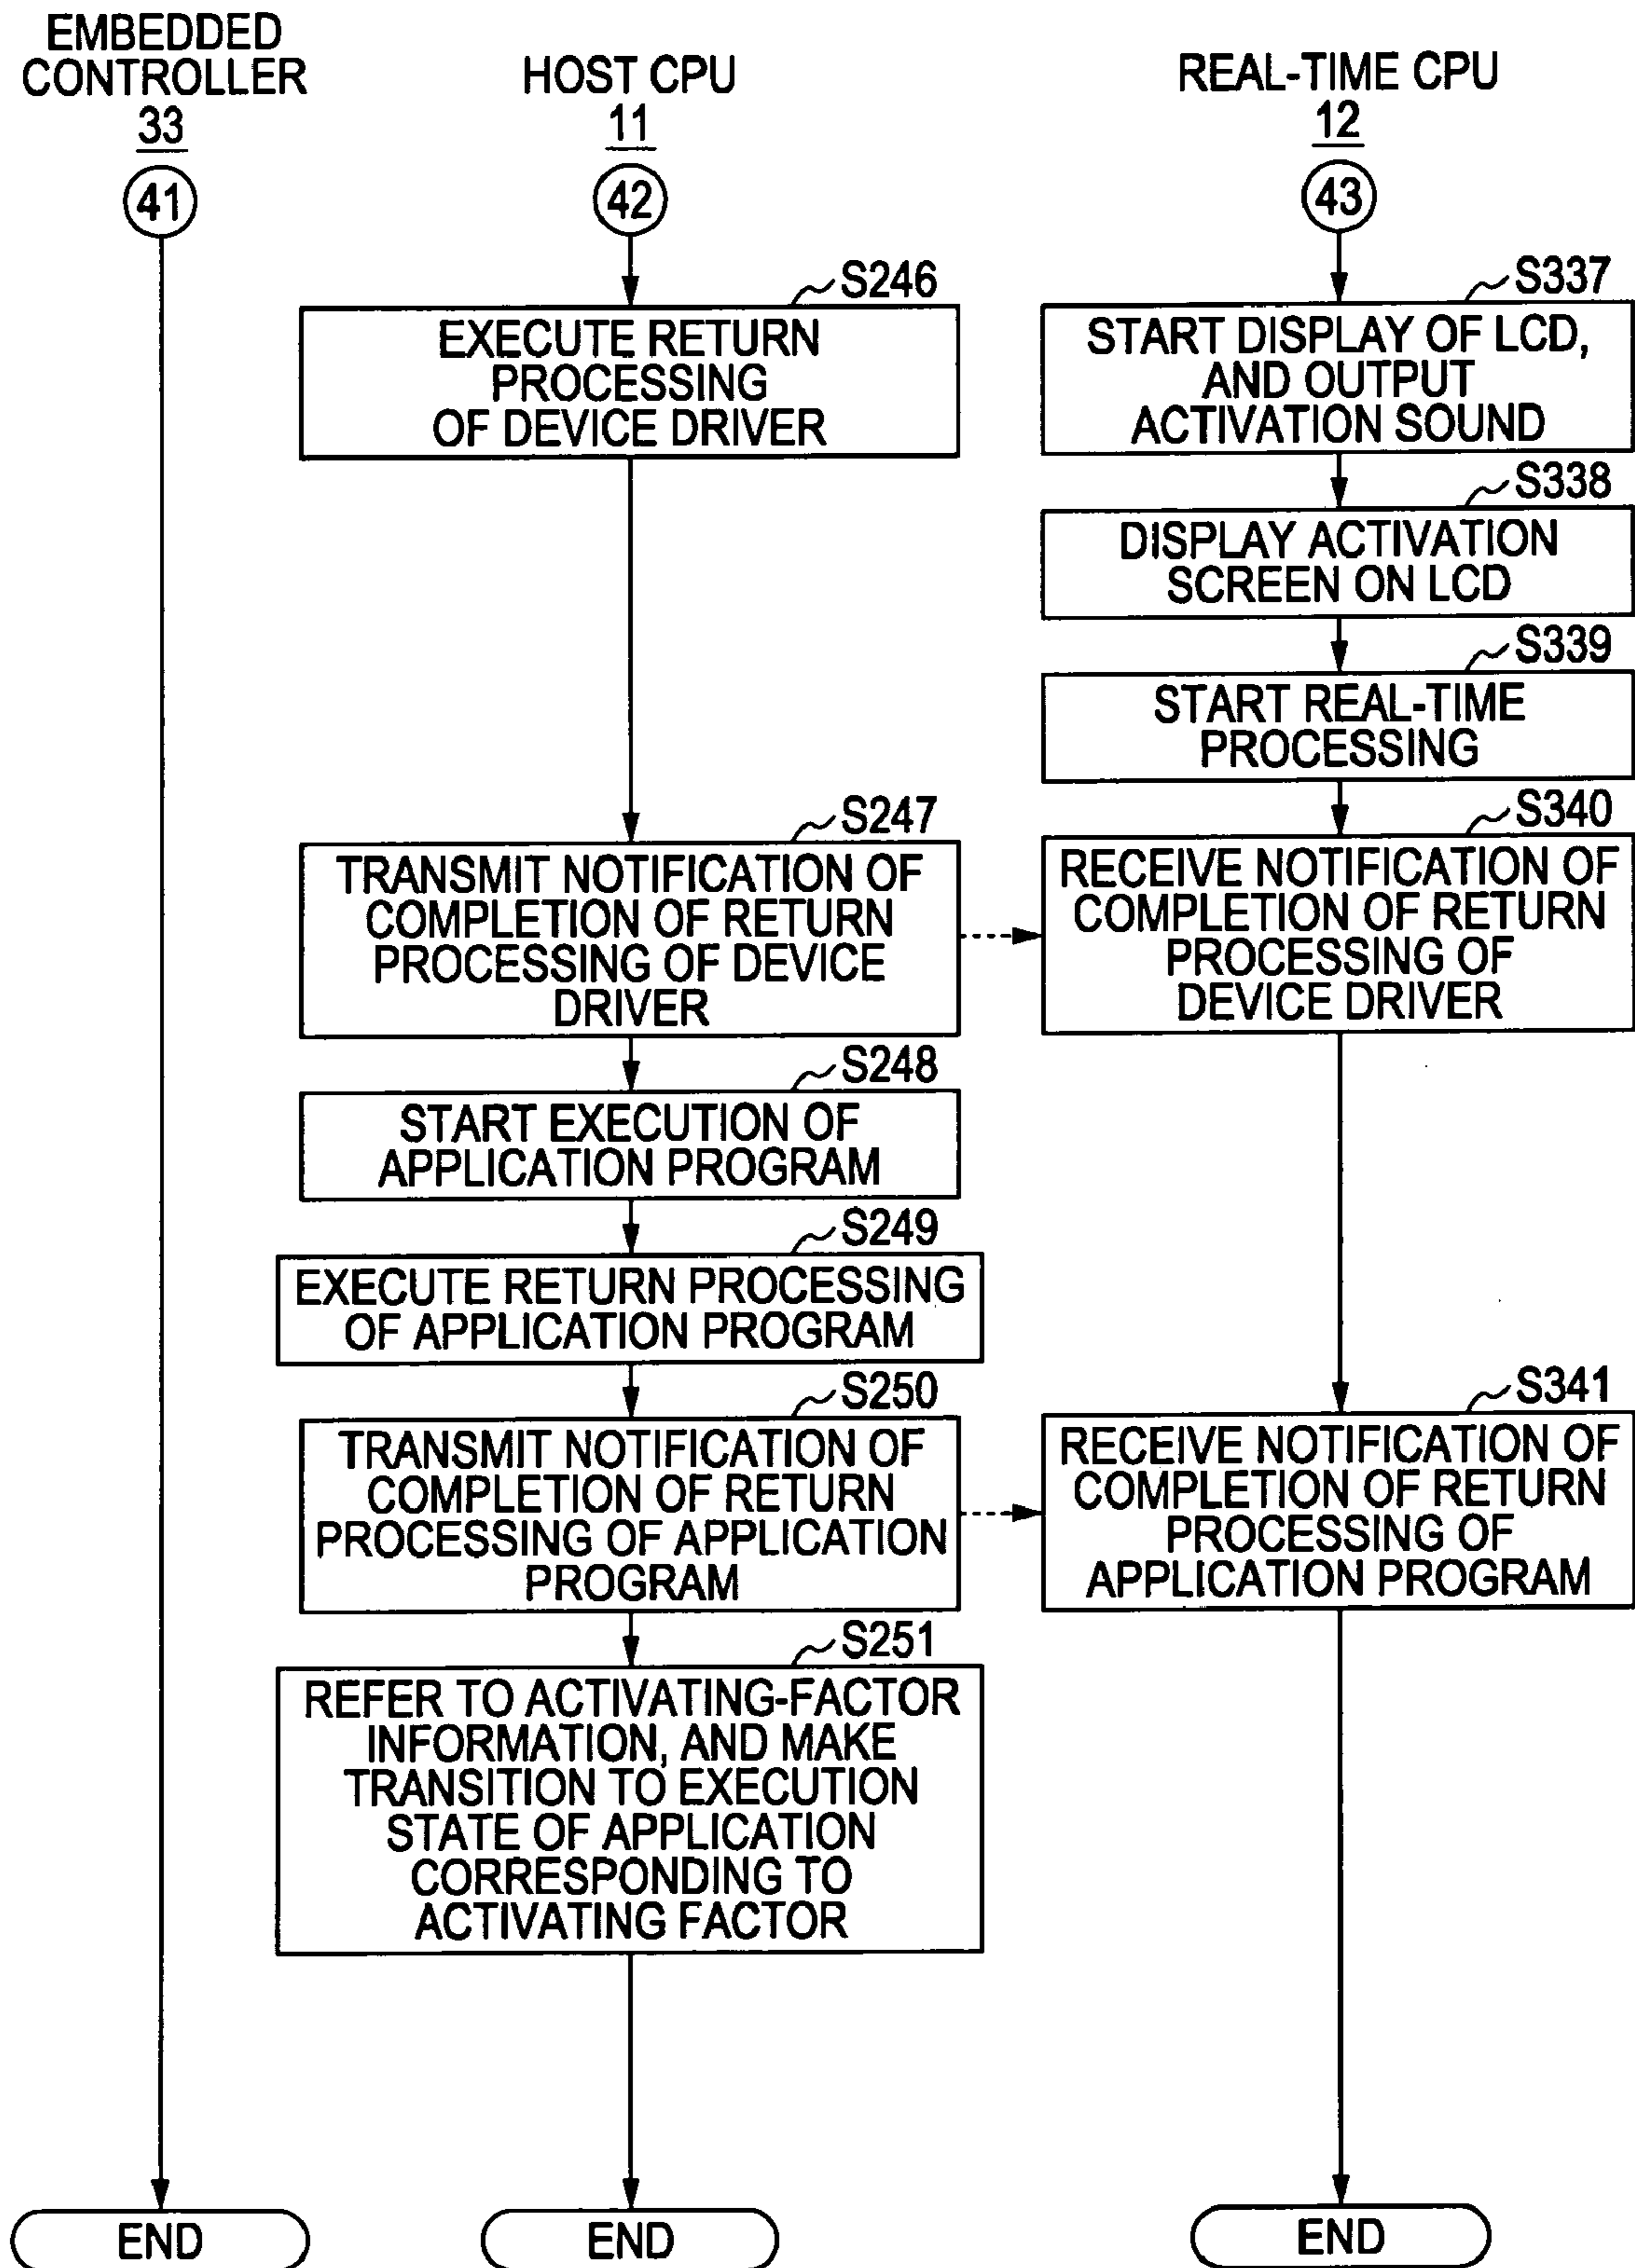 EMBEDDED
CONTROLLER
33
41
END
HOST CPU
11
42
S246
EXECUTE RETURN
PROCESSING
OF DEVICE DRIVER
S247
TRANSMIT NOTIFICATION OF
COMPLETION OF RETURN
PROCESSING OF DEVICE
DRIVER
S248
START EXECUTION OF
APPLICATION PROGRAM
S249
EXECUTE RETURN PROCESSING
OF APPLICATION PROGRAM
S250
TRANSMIT NOTIFICATION OF
COMPLETION OF RETURN
PROCESSING OF APPLICATION
PROGRAM
S251
REFER TO ACTIVATING-FACTOR
INFORMATION, AND MAKE
TRANSITION TO EXECUTION
STATE OF APPLICATION
CORRESPONDING TO
ACTIVATING FACTOR
END
REAL-TIME CPU
12
43
S337
START DISPLAY OF LCD,
AND OUTPUT
ACTIVATION SOUND
S338
DISPLAY ACTIVATION
SCREEN ON LCD
S339
START REAL-TIME
PROCESSING
S340
RECEIVE NOTIFICATION OF
COMPLETION OF RETURN
PROCESSING OF
DEVICE DRIVER
S341
RECEIVE NOTIFICATION OF
COMPLETION OF RETURN
PROCESSING OF
APPLICATION PROGRAM
END